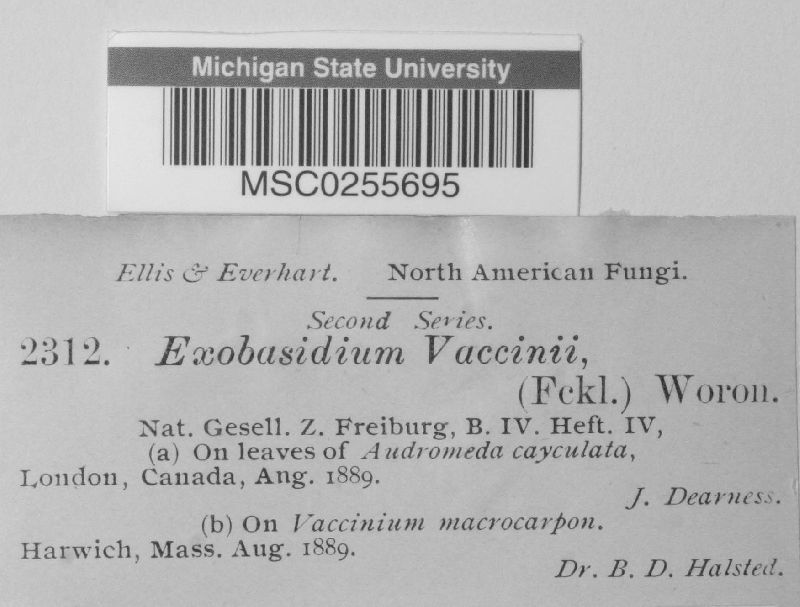 Michigan State University
MSC0255695
Ellis & Everhart. North American Fungi.
Second Series.
2312. Exobasidium Vaccinii,
(Fckl.) Woron.
Nat. Gesell. Z. Freiburg, B. IV. Heft. IV,
(a) On leaves of Audromeda cayculata,
London, Canada, Ang. 1889.
J. Dearness.
(b) On Vaccinium macrocarpon.
Harwich, Mass. Aug. 1889.
Dr. B. D. Halsted.